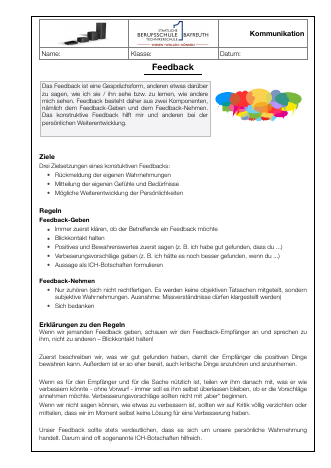 STAATLICHE
BERUFSSCHULE BAYREUTH
TECHNIKERSCHULE
Kommunikation
Name:
Klasse:
Datum:
Feedback
Das Feedback ist eine Gesprächsform, anderen etwas darüber
zu sagen, wie ich sie / ihn sehe bzw. zu lernen, wie andere
mich sehen. Feedback besteht daher aus zwei Komponenten,
nämlich dem Feedback-Geben und dem Feedback-Nehmen.
Das konstruktive Feedback hilft mir und anderen bei der
persönlichen Weiterentwicklung.
Ziele
Drei Zielsetzungen eines konstuktiven Feedbacks:
• Rückmeldung der eigenen Wahrnehmungen
• Mitteilung der eigenen Gefühle und Bedürfnisse
• Mögliche Weiterentwicklung der Persönlichkeiten
Regeln
Feedback-Geben
• Immer zuerst klären, ob der Betreffende ein Feedback möchte
• Blickkontakt halten
• Positives und Bewahrenswertes zuerst sagen (z. B. ich habe gut gefunden, dass du ...)
• Verbesserungsvorschläge geben (z. B. ich hätte es noch besser gefunden, wenn du ...)
• Aussage als ICH-Botschaften formulieren
Feedback-Nehmen
• Nur zuhören (sich nicht rechtfertigen. Es werden keine objektiven Tatsachen mitgeteilt, sondern
subjektive Wahrnehmungen. Ausnahme: Missverständnisse dürfen klargestellt werden)
• Sich bedanken
Erklärungen zu den Regeln
Wenn wir jemanden Feedback geben, schauen wir den Feedback-Empfänger an und sprechen zu
ihm, nicht zu anderen – Blickkontakt halten!
Zuerst beschreiben wir, was wir gut gefunden haben, damit der Empfänger die positiven Dinge
bewahren kann. Außerdem ist er so eher bereit, auch kritische Dinge anzuhören und anzunehmen.
Wenn es für den Empfänger und für die Sache nützlich ist, teilen wir ihm danach mit, was er wie
verbessern könnte - ohne Vorwurf - immer soll es ihm selbst überlassen bleiben, ob er die Vorschläge
annehmen möchte. Verbesserungsvorschläge sollten nicht mit „aber" beginnen.
Wenn wir nicht sagen können, wie etwas zu verbessern ist, sollten wir auf Kritik völlig verzichten oder
mitteilen, dass wir im Moment selbst keine Lösung für eine Verbesserung haben.
Unser Feedback sollte stets verdeutlichen, dass es sich um unsere persönliche Wahrnehmung
handelt. Darum sind oft sogenannte ICH-Botschaften hilfreich.